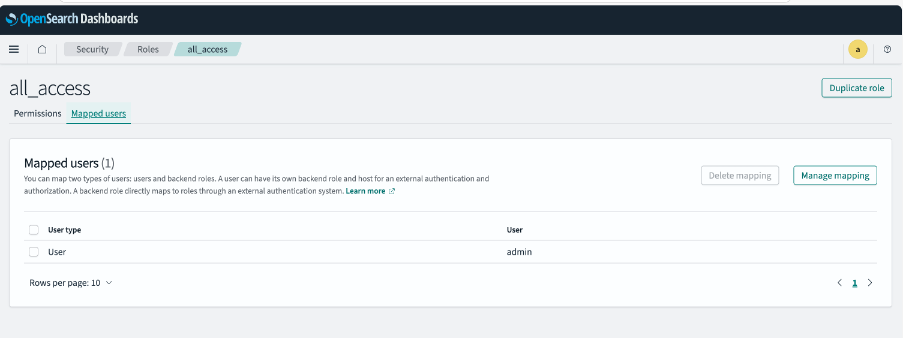 OpenSearch Dashboards
Security Roles all_access
a
all_access
Duplicate role
Permissions Mapped users
Mapped users (1)
You can map two types of users: users and backend roles. A user can have its own backend role and host for an external authentication and
authorization. A backend role directly maps to roles through an external authentication system. Learn more
Delete mapping Manage mapping
User type User
User admin
Rows per page: 10
1